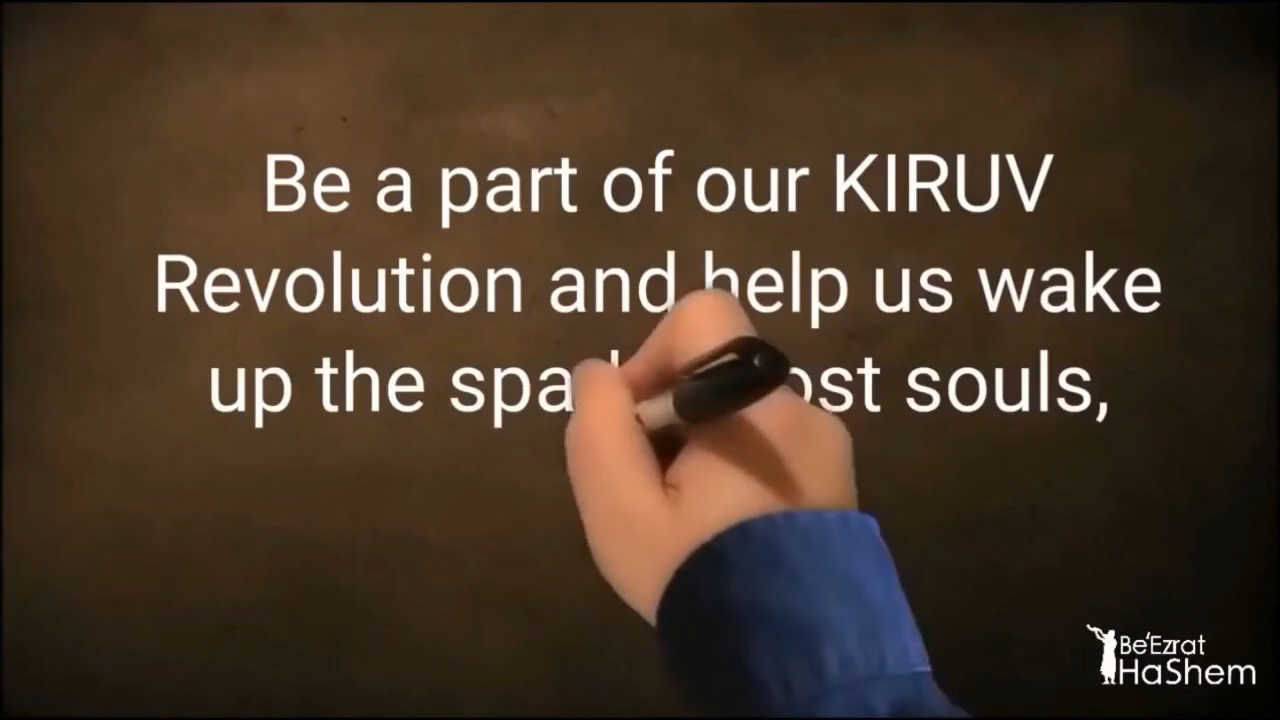 Be a part of our KIRUV
Revolution and help us wake
up the souls,
Be'Ezrat
HaShem